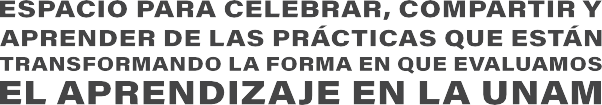 ESPACIO PARA CELEBRAR, COMPARTIR Y
APRENDER DE LAS PRÁCTICAS QUE ESTÁN
TRANSFORMANDO LA FORMA EN QUE EVALUAMOS
EL APRENDIZAJE EN LA UNAM